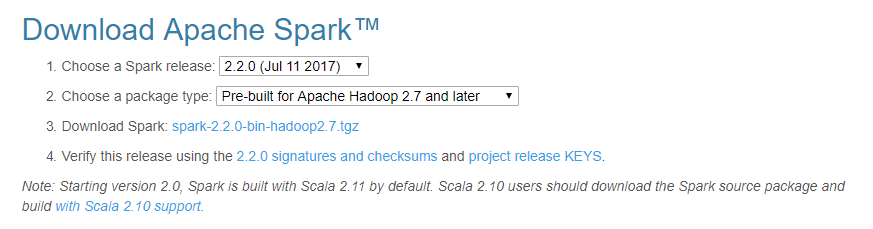 Download Apache Spark™
1. Choose a Spark release: 2.2.0 (Jul 11 2017)
2. Choose a package type: Pre-built for Apache Hadoop 2.7 and later
3. Download Spark: spark-2.2.0-bin-hadoop2.7.tgz
4. Verify this release using the 2.2.0 signatures and checksums and project release KEYS.
Note: Starting version 2.0, Spark is built with Scala 2.11 by default. Scala 2.10 users should download the Spark source package and
build with Scala 2.10 support.